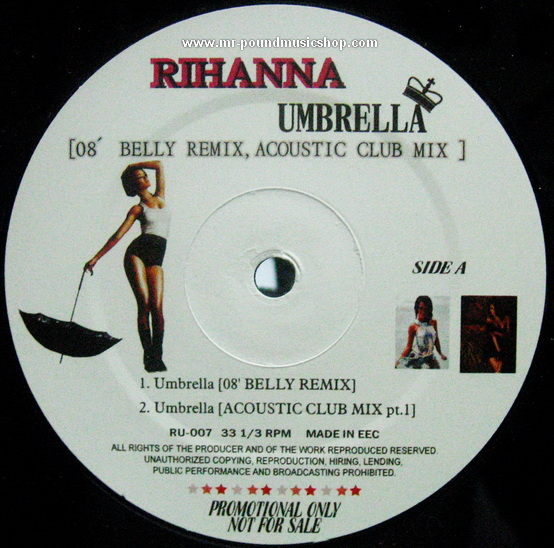 www.mr-poundmusicshop.com
RIHANNA
UMBRELLA
[08´ BELLY REMIX, ACOUSTIC CLUB MIX ]
SIDE A
1. Umbrella [08' BELLY REMIX]
2. Umbrella [ACOUSTIC CLUB MIX pt.1]
RU-007 33 1/3 RPM MADE IN EEC
ALL RIGHTS OF THE PRODUCER AND OF THE WORK REPRODUCED RESERVED.
UNAUTHORIZED COPYING, REPRODUCTION, HIRING, LENDING,
PUBLIC PERFORMANCE AND BROADCASTING PROHIBITED.
PROMOTIONAL ONLY
NOT FOR SALE